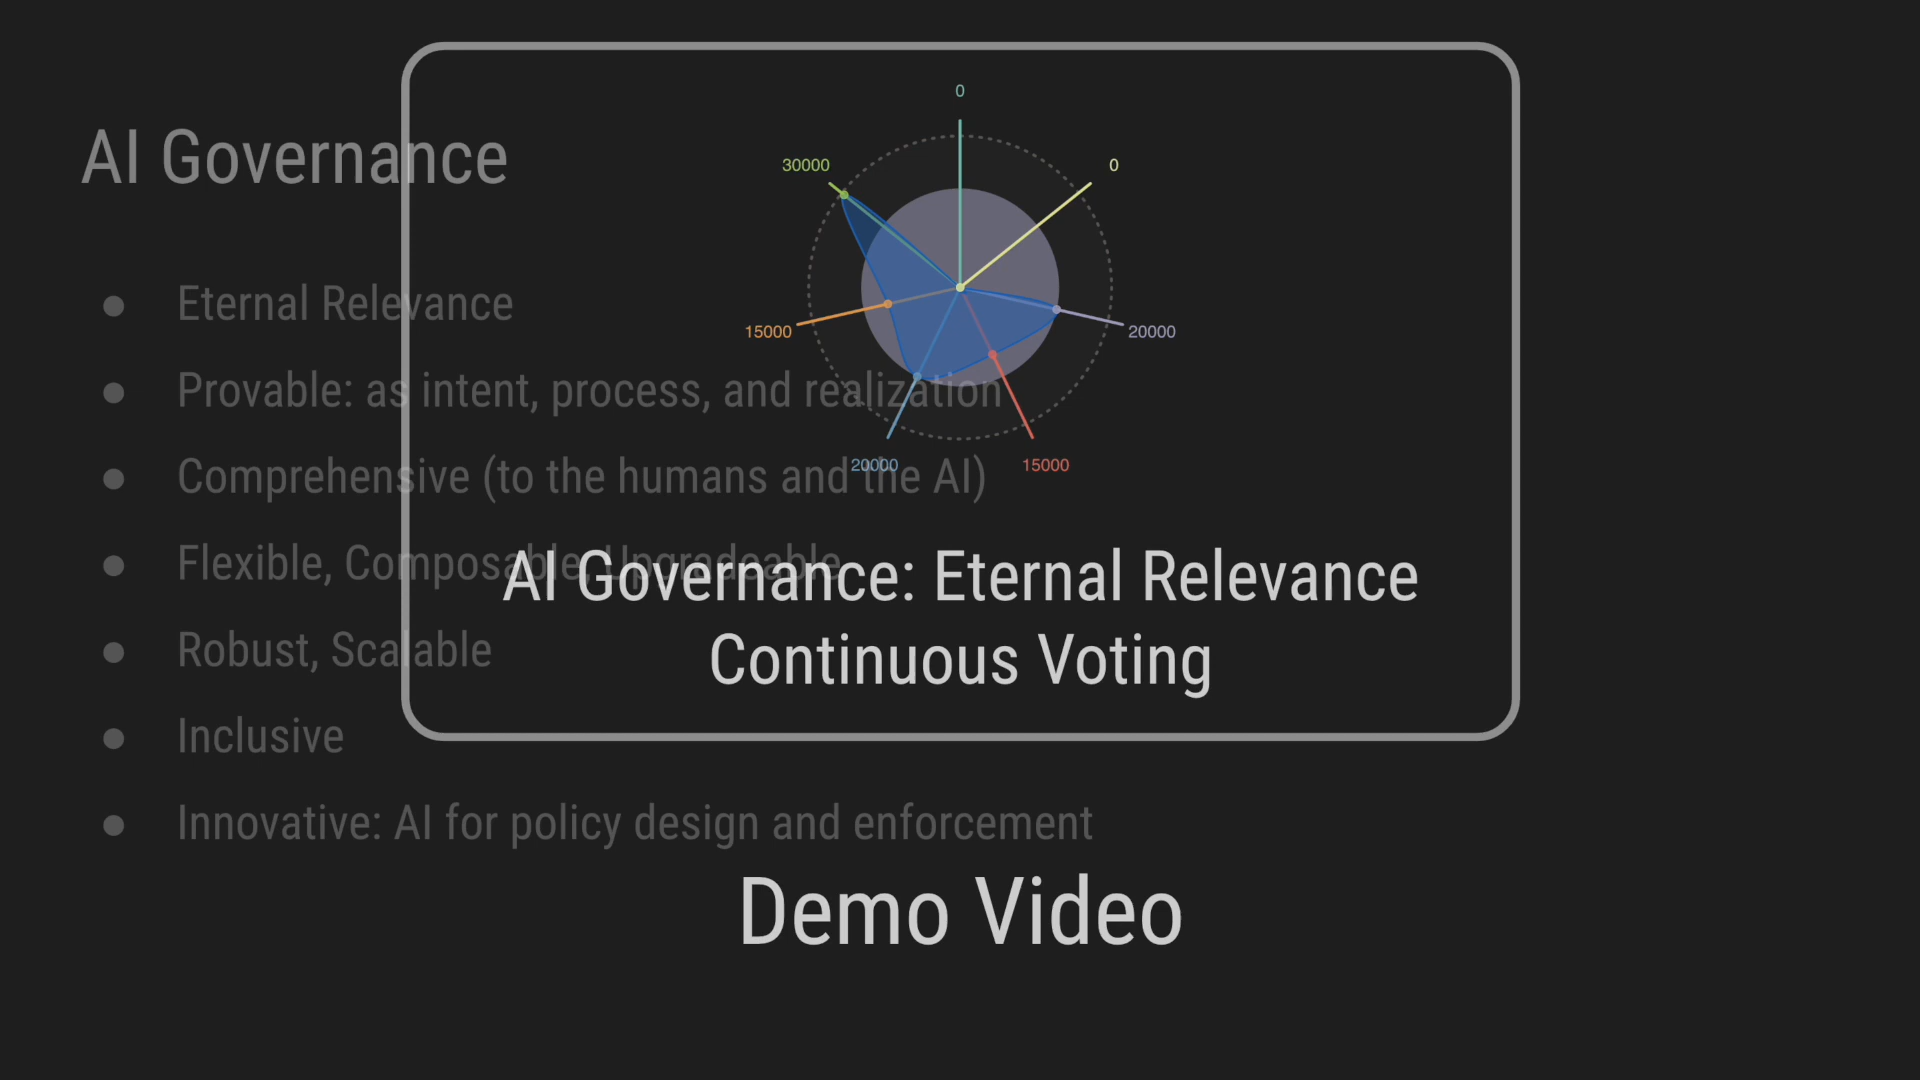 AI Governance
● Eternal Relevance
● Provable: as intent, process, and realization
● Comprehensive (to the humans and the AI)
● Flexible, Composable, Upgradeable
● Robust, Scalable
● Inclusive
● Innovative: AI for policy design and enforcement
0
30000
0
15000
20000
20000
15000
AI Governance: Eternal Relevance
Continuous Voting
Demo Video